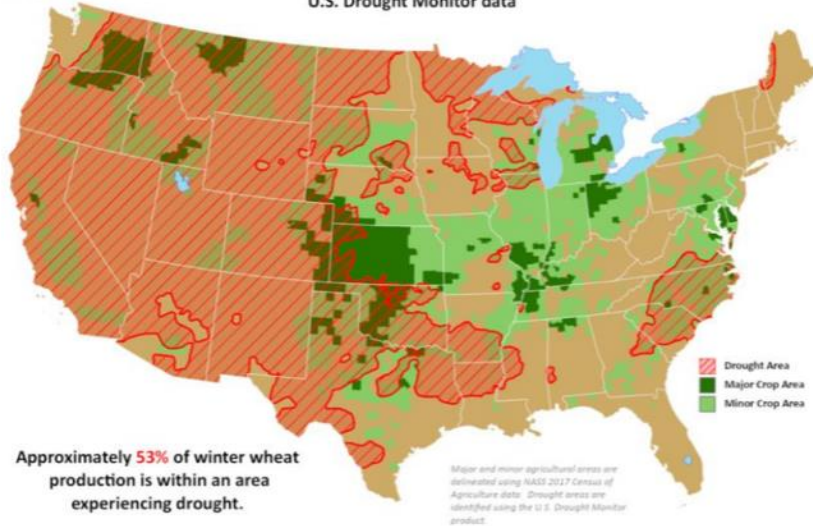 U.S. Drought Monitor data
Drought Area
Major Crop Area
Minor Crop Area
Approximately 53% of winter wheat
production is within an area
experiencing drought.
Major and minor agricultural areas are
delineated using NASS 2017 Census of
Agriculture data. Drought areas are
identified using the U.S. Drought Monitor
product.